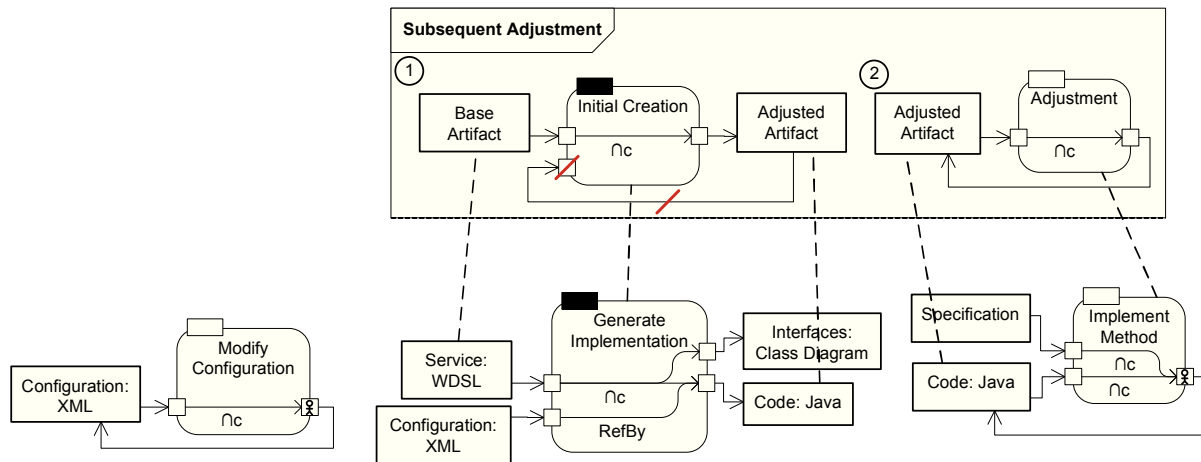 Subsequent Adjustment
1
Base
Artifact
Initial Creation
∩c
Adjusted
Artifact
2
Adjusted
Artifact
Adjustment
∩c
Configuration:
XML
Modify
Configuration
∩c
Service:
WDSL
Configuration:
XML
Generate
Implementation
∩c
RefBy
Interfaces:
Class Diagram
Code: Java
Specification
Code: Java
Implement
Method
∩c
∩c